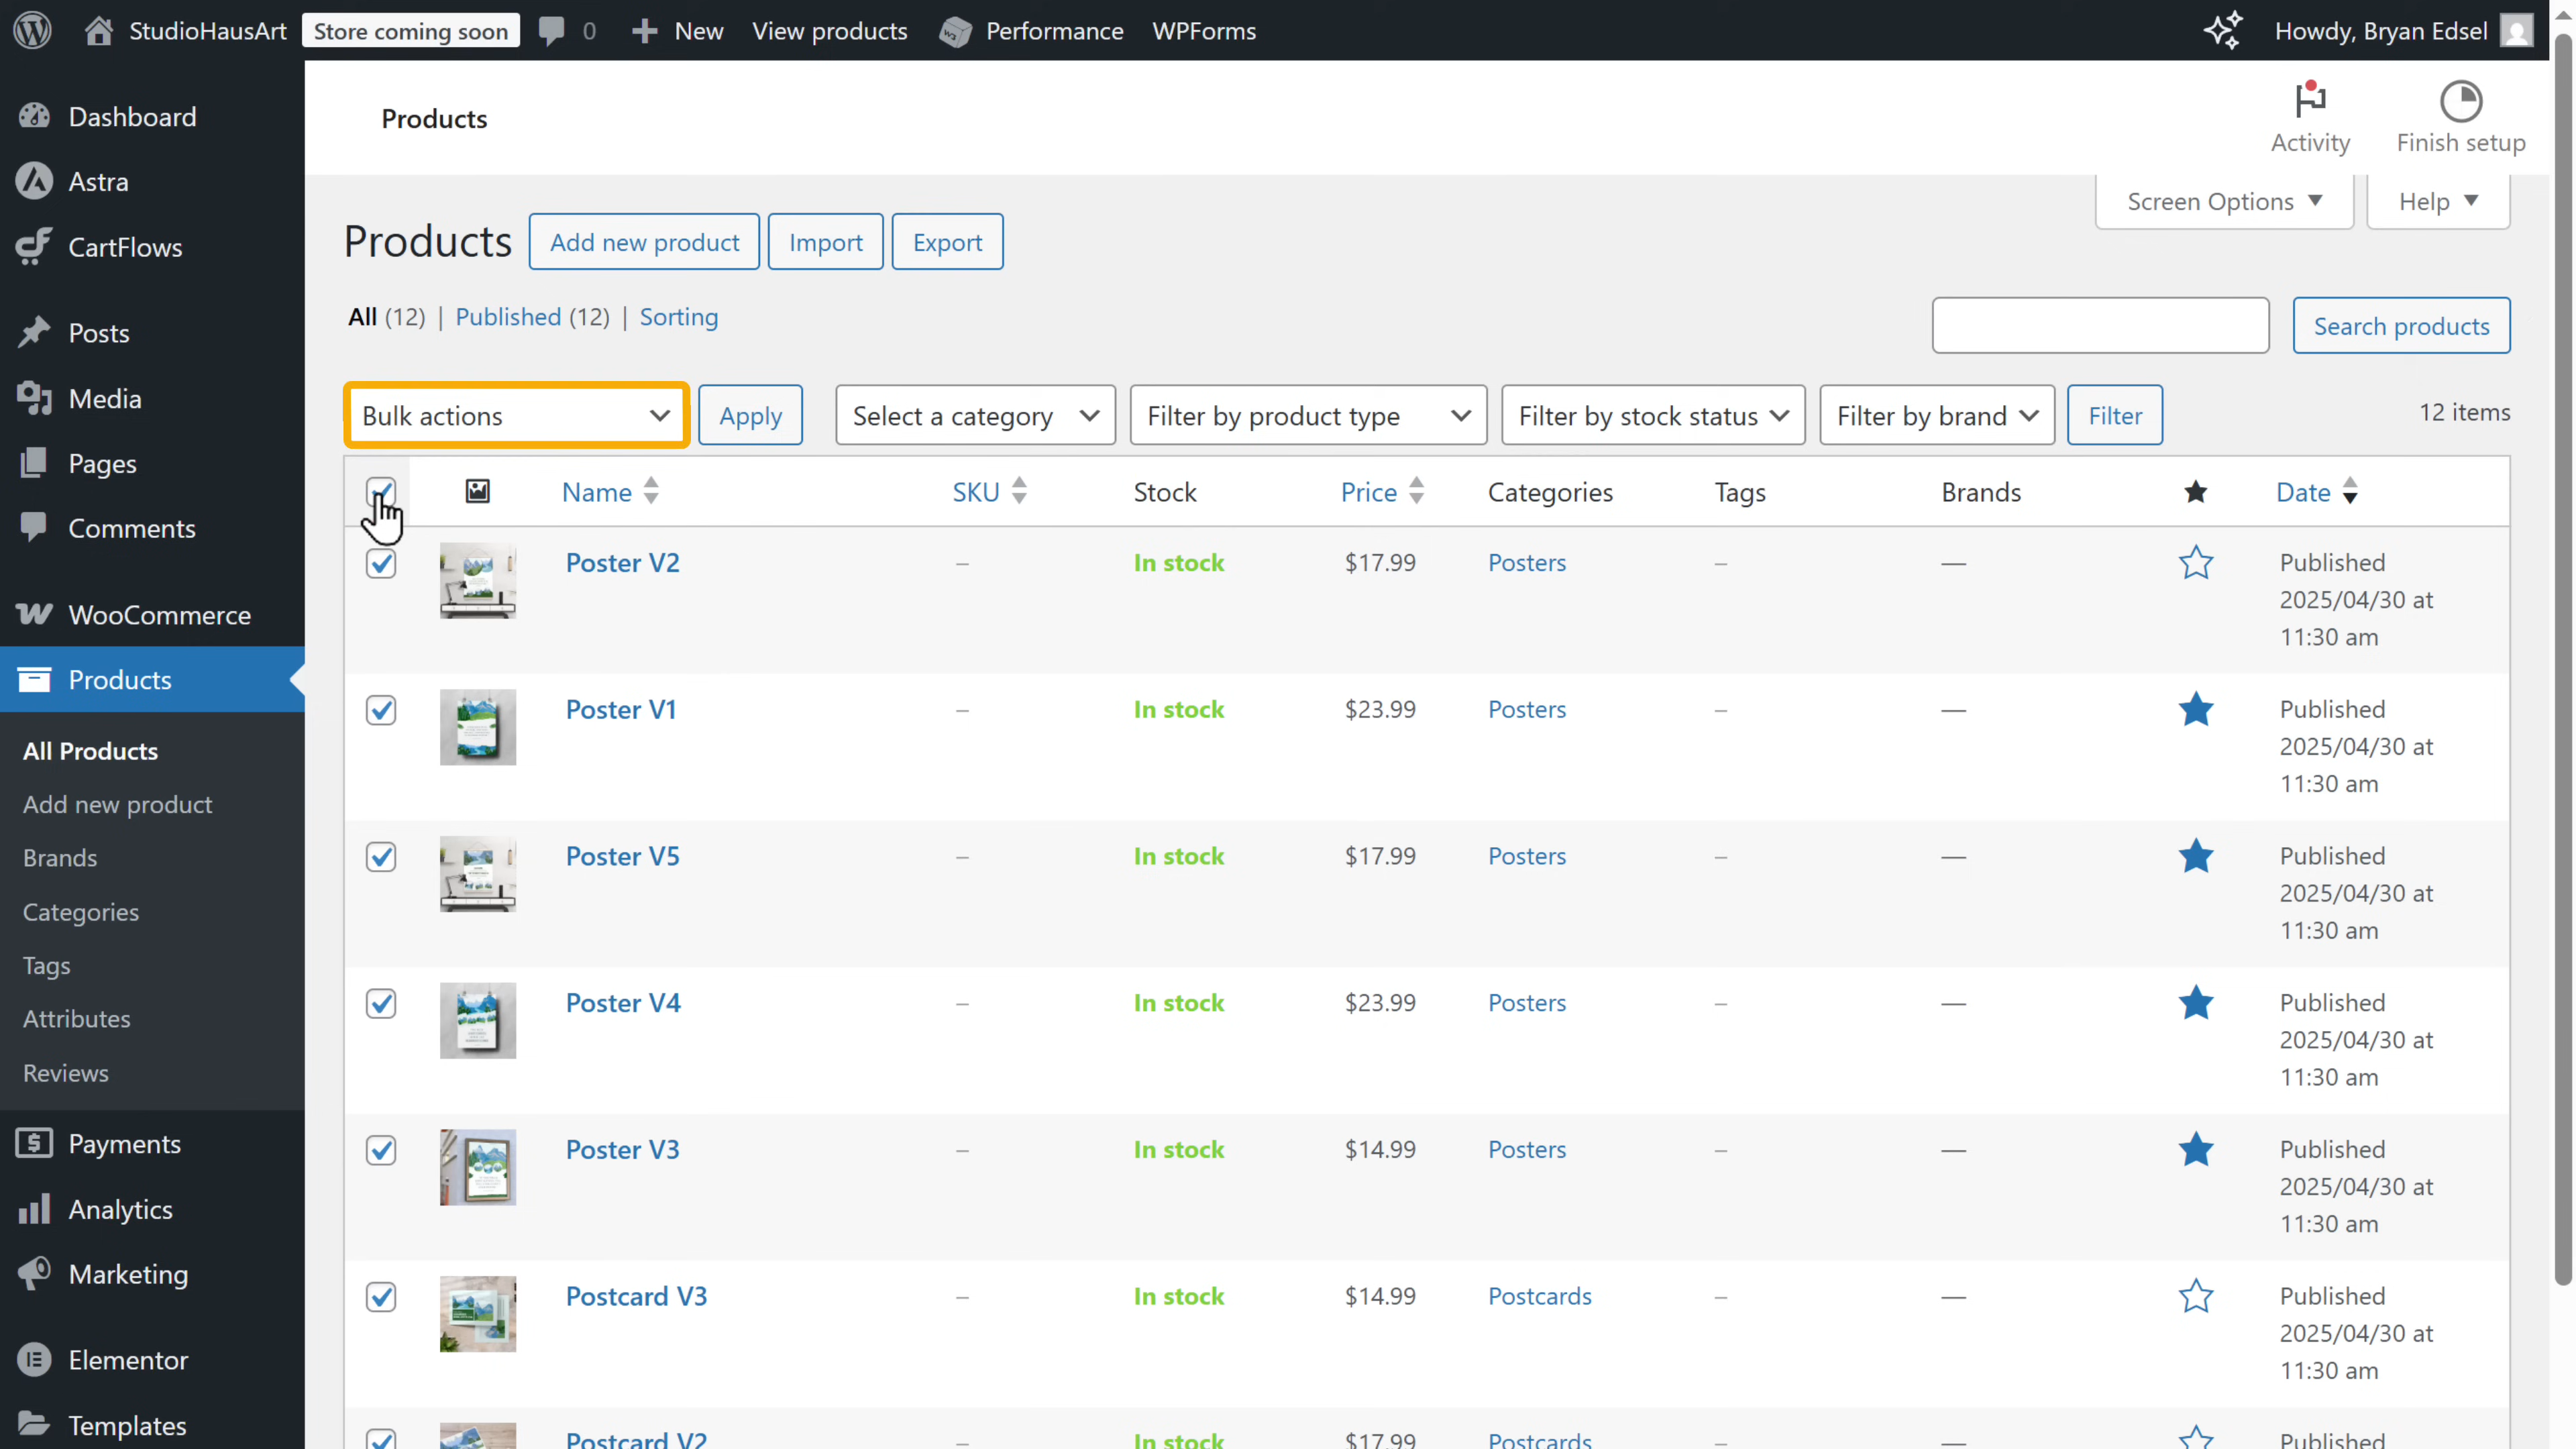 StudioHausArt Store coming soon 0 New View products Performance WPForms Howdy, Bryan Edsel
Dashboard
Astra
CartFlows
Posts
Media
Pages
Comments
WooCommerce
Products
All Products
Add new product
Brands
Categories
Tags
Attributes
Reviews
Payments
Analytics
Marketing
Elementor
Templates
Products
Activity
Finish setup
Screen Options
Help
Products Add new product Import Export
All (12) | Published (12) | Sorting
Search products
Bulk actions Apply Select a category Filter by product type Filter by stock status Filter by brand Filter 12 items
Name SKU Stock Price Categories Tags Brands Date
Poster V2 – In stock $17.99 Posters – — Published
2025/04/30 at
11:30 am
Poster V1 – In stock $23.99 Posters – — Published
2025/04/30 at
11:30 am
Poster V5 – In stock $17.99 Posters – — Published
2025/04/30 at
11:30 am
Poster V4 – In stock $23.99 Posters – — Published
2025/04/30 at
11:30 am
Poster V3 – In stock $14.99 Posters – — Published
2025/04/30 at
11:30 am
Postcard V3 – In stock $14.99 Postcards – — Published
2025/04/30 at
11:30 am
Postcard V2 – In stock $17.99 Postcards – — Published